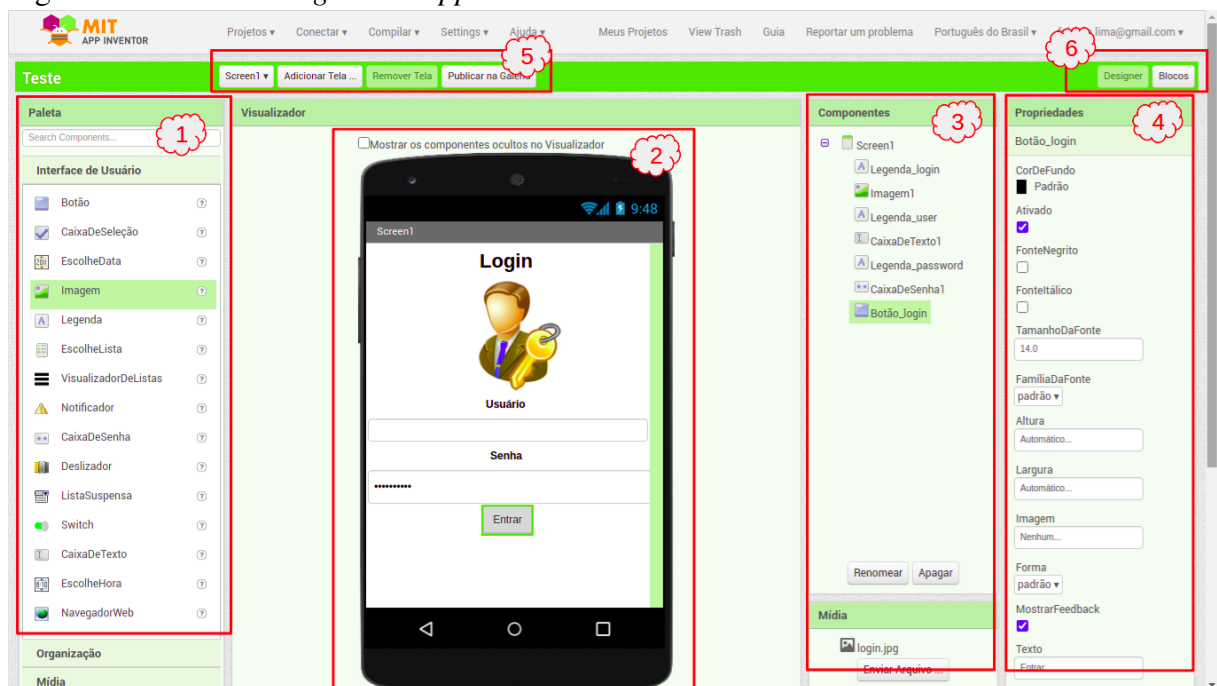 MIT
APP INVENTOR
Projetos Conectar Compilar Settings Ajuda Meus Projetos View Trash Guia Reportar um problema Português do Brasil lima@gmail.com
5
6
Teste
Screen1 Adicionar Tela ... Remover Tela Publicar na Galeria Designer Blocos
Paleta
Search Components...
1
Interface de Usuário
Botão
CaixaDeSeleção
EscolheData
Imagem
Legenda
EscolheLista
VisualizadorDeListas
Notificador
CaixaDeSenha
Deslizador
ListaSuspensa
Switch
CaixaDeTexto
EscolheHora
NavegadorWeb
Organização
Mídia
Visualizador
Mostrar os componentes ocultos no Visualizador
2
9:48
Screen1
Login
Usuário
Senha
Entrar
Componentes
3
Screen1
Legenda_login
Imagem1
Legenda_user
CaixaDeTexto1
Legenda_password
CaixaDeSenha1
Botão_login
Renomear Apagar
Mídia
login.jpg
Enviar Arquivo ...
Propriedades
4
Botão_login
CorDeFundo
Padrão
Ativado
FonteNegrito
FonteItálico
TamanhoDaFonte
14.0
FamíliaDaFonte
padrão
Altura
Automático...
Largura
Automático...
Imagem
Nenhum...
Forma
padrão
MostrarFeedback
Texto
Entrar